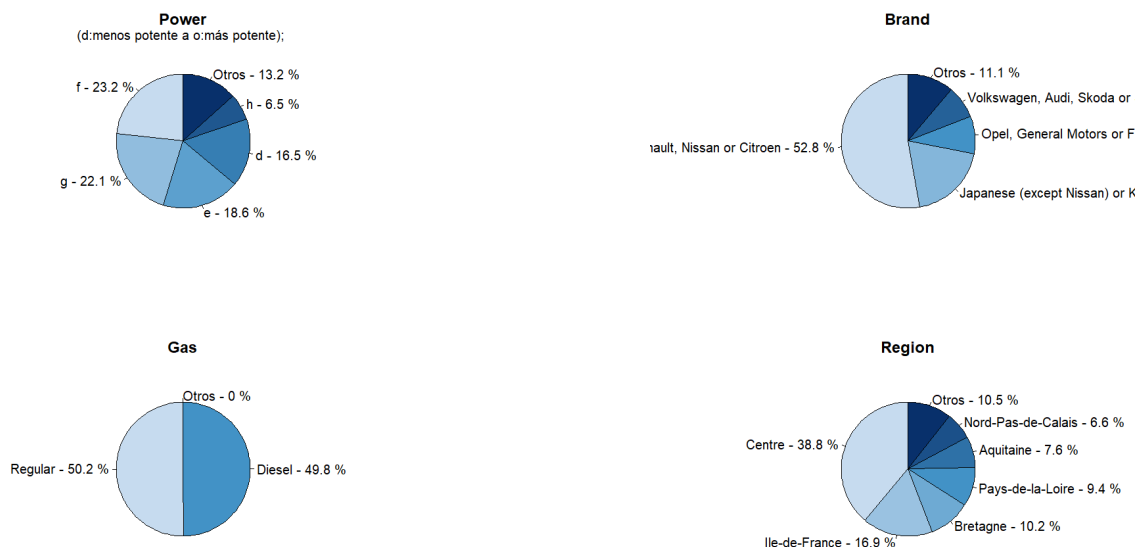 Power
(d:menos potente a o:más potente);
Otros - 13.2 %
f - 23.2 %
h - 6.5 %
d - 16.5 %
g - 22.1 %
e - 18.6 %
Brand
Otros - 11.1 %
Volkswagen, Audi, Skoda or
Opel, General Motors or F
nault, Nissan or Citroen - 52.8 %
Japanese (except Nissan) or K
Gas
Otros - 0 %
Regular - 50.2 %
Diesel - 49.8 %
Region
Otros - 10.5 %
Nord-Pas-de-Calais - 6.6 %
Centre - 38.8 %
Aquitaine - 7.6 %
Pays-de-la-Loire - 9.4 %
Bretagne - 10.2 %
Ile-de-France - 16.9 %